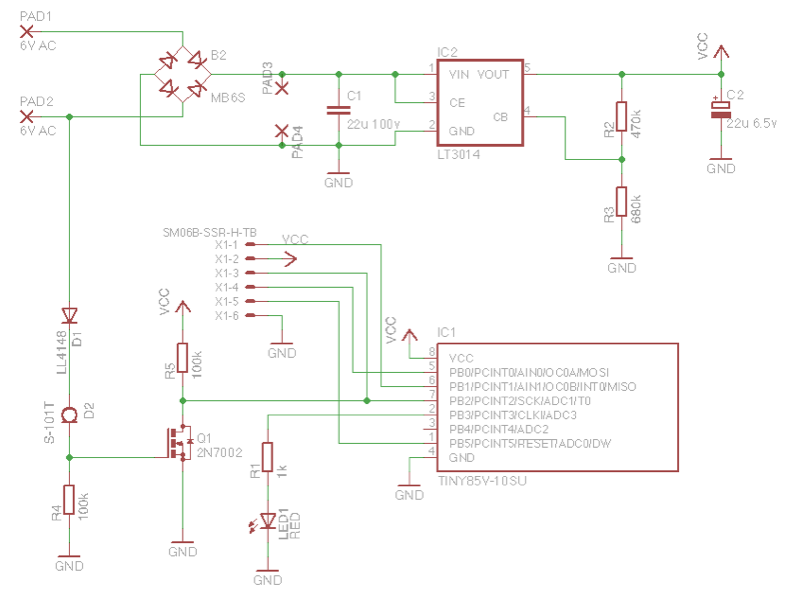 PAD1
6V AC
B2
MB6S
PAD2
6V AC
PAD3
PAD4
C1
22u 100v
GND
IC2
1 VIN VOUT 5
3 CE
CB 4
2 GND
LT3014
R2
470k
R3
680k
GND
VCC
C2
+
22u 6.5v
GND
SM06B-SSR-H-TB
X1-1
VCC
X1-2
X1-3
X1-4
X1-5
X1-6
GND
VCC
R5
100k
LL4148
D1
S-101T
D2
R4
100k
GND
Q1
2N7002
GND
R1
1k
LED1
RED
GND
VCC
IC1
8 VCC
5 PB0/PCINT0/AIN0/OC0A/MOSI
6 PB1/PCINT1/AIN1/OC0B/INT0/MISO
7 PB2/PCINT2/SCK/ADC1/T0
2 PB3/PCINT3/CLKI/ADC3
3 PB4/PCINT4/ADC2
1 PB5/PCINT5/RESET/ADC0/DW
4 GND
TINY85V-10SU
GND